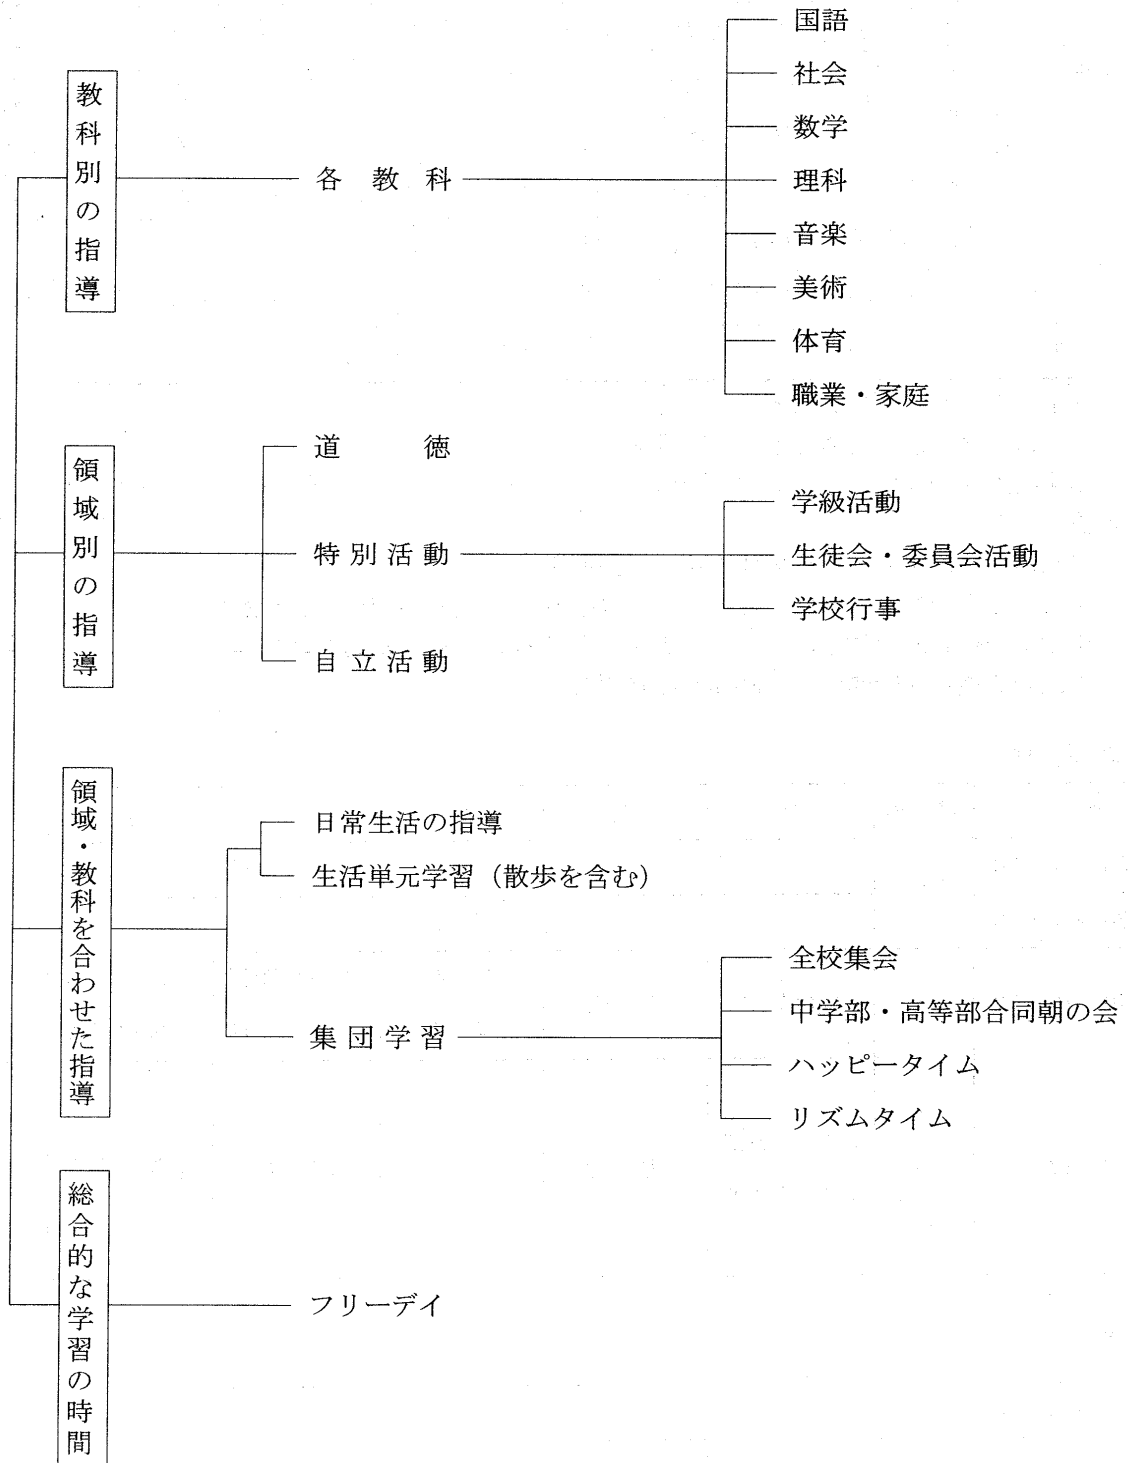 教科別の指導
各教科
国語
社会
数学
理科
音楽
美術
体育
職業・家庭
領域別の指導
道徳
特別活動
学級活動
生徒会・委員会活動
学校行事
自立活動
領域・教科を合わせた指導
日常生活の指導
生活単元学習（散歩を含む）
集団学習
全校集会
中学部・高等部合同朝の会
ハッピータイム
リズムタイム
総合的な学習の時間
フリーデイ